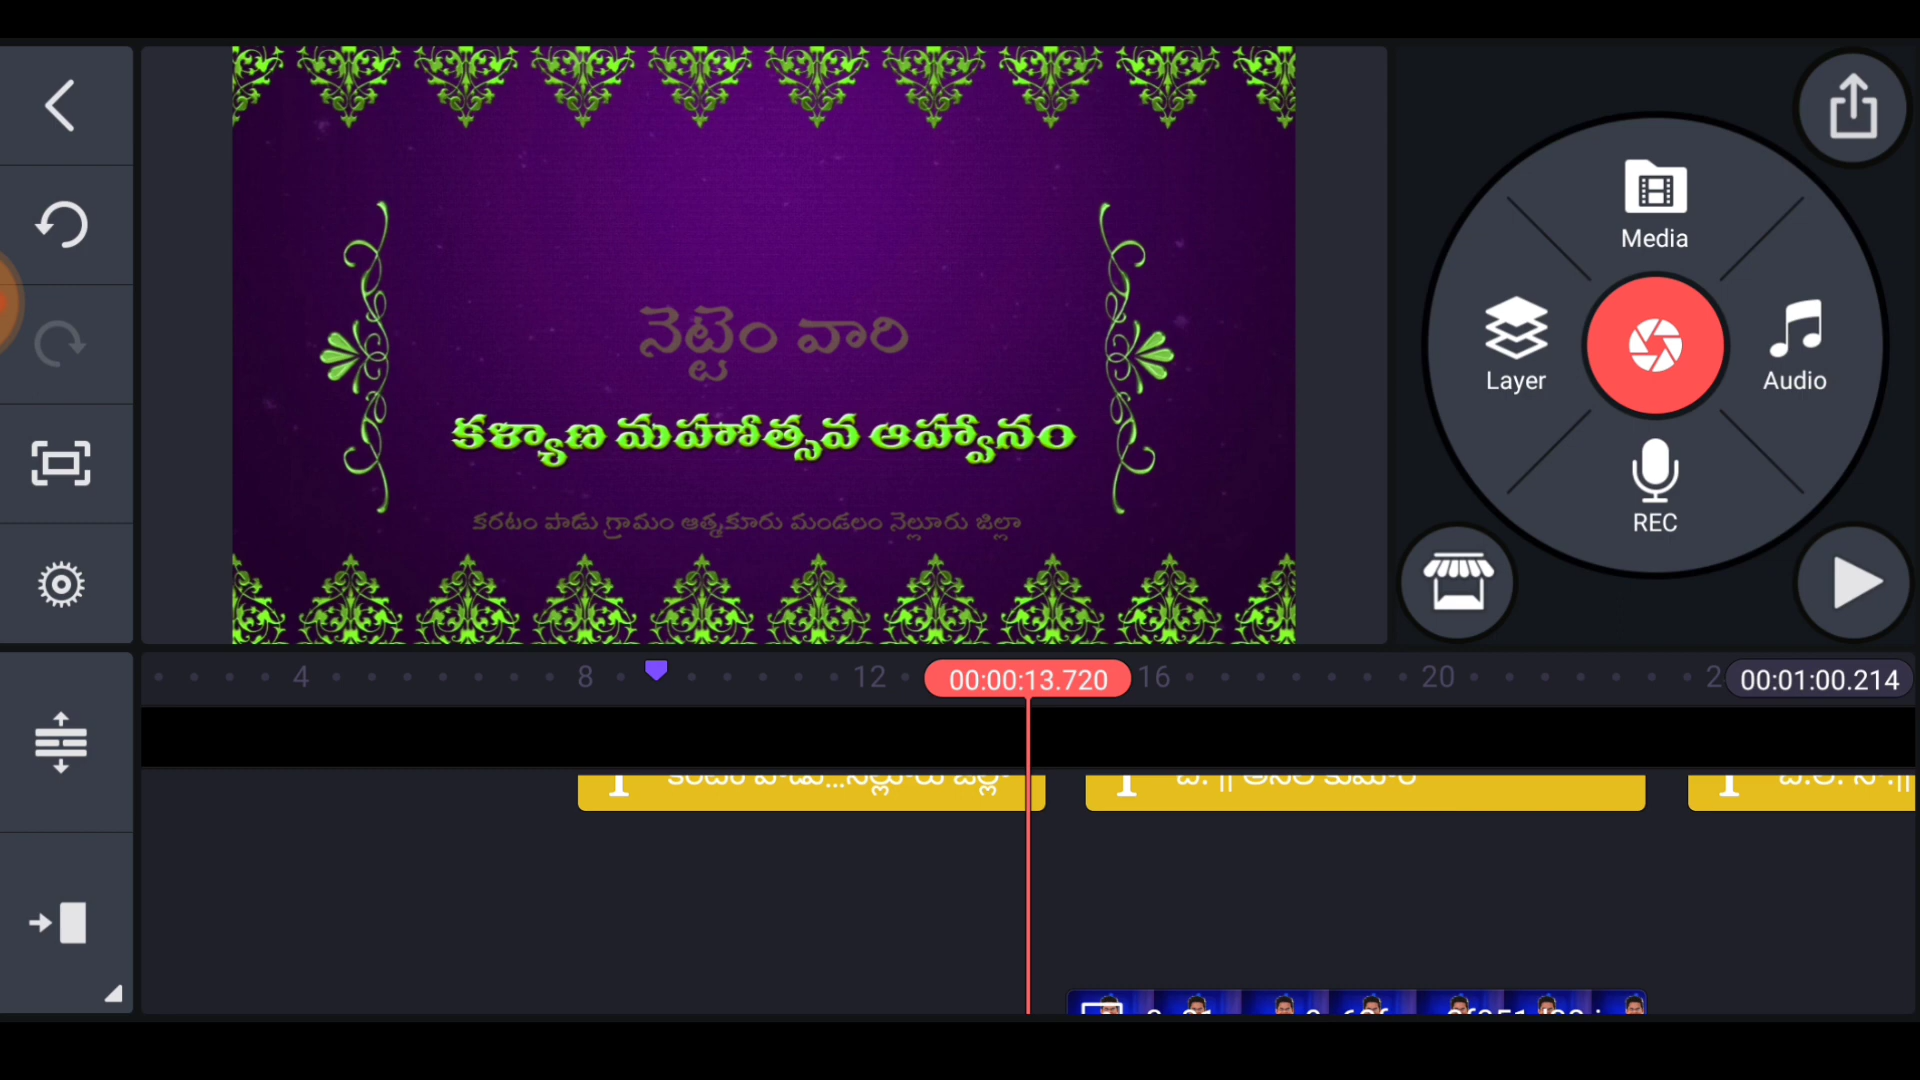 నెట్టెం వారి
కళ్యాణ మహోత్సవ ఆహ్వానం
కరటం పాడు గ్రామం ఆత్మకూరు మండలం నెల్లూరు జిల్లా
Media
Layer
Audio
REC
4
8
12
00:00:13.720
16
20
00:01:00.214